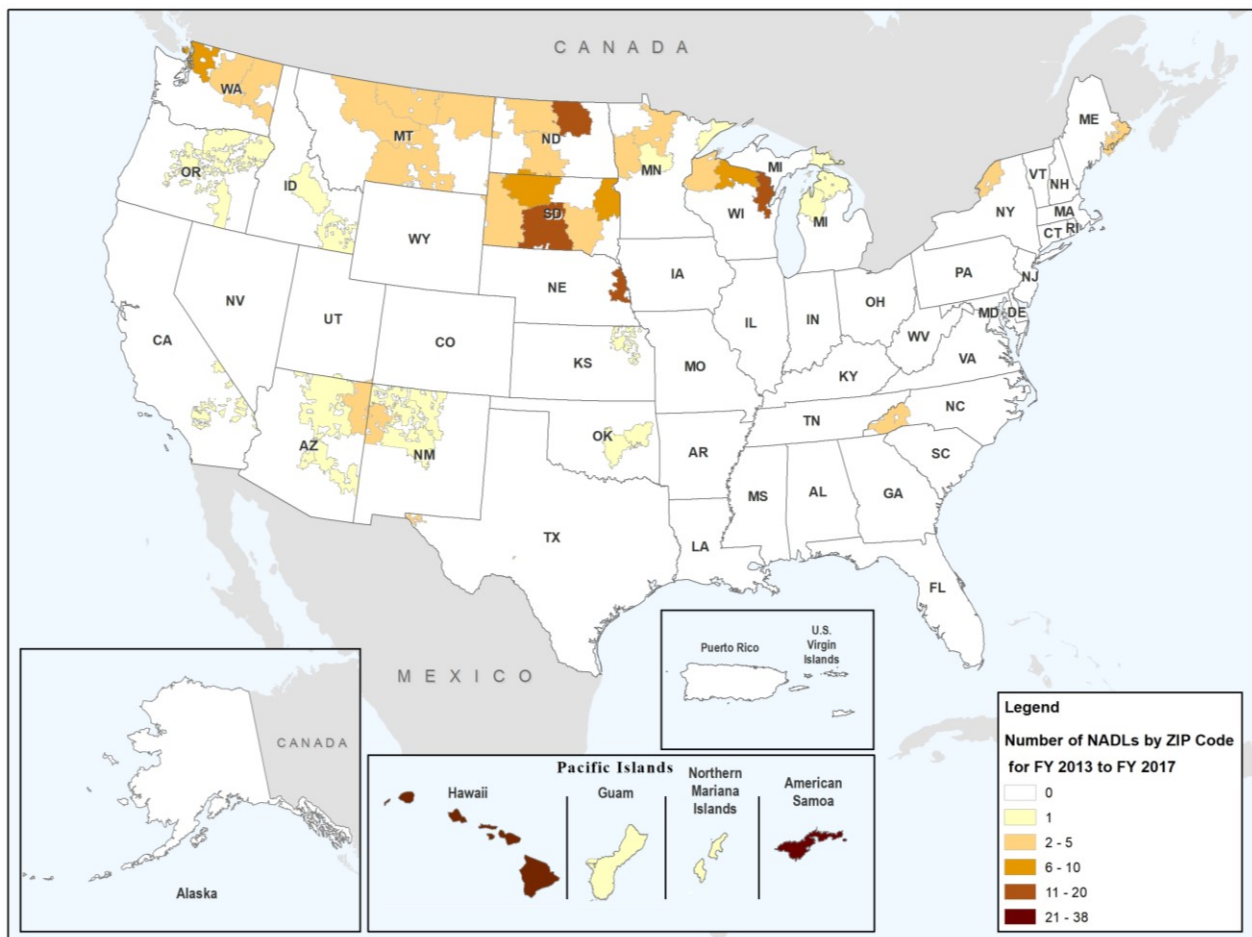 CANADA
WA
MT
ND
MN
ME
OR
ID
SD
WI
MI
MI
VT
NH
NY
MA
CT
RI
WY
IA
NE
PA
NJ
NV
UT
CO
IL
IN
OH
MD
DE
WV
VA
CA
KS
MO
KY
AZ
NM
OK
AR
TN
NC
SC
MS
AL
GA
TX
LA
FL
MEXICO
CANADA
Alaska
Puerto Rico
U.S.
Virgin
Islands
Pacific Islands
Hawaii
Guam
Northern
Mariana
Islands
American
Samoa
Legend
Number of NADLs by ZIP Code
for FY 2013 to FY 2017
0
1
2 - 5
6 - 10
11 - 20
21 - 38